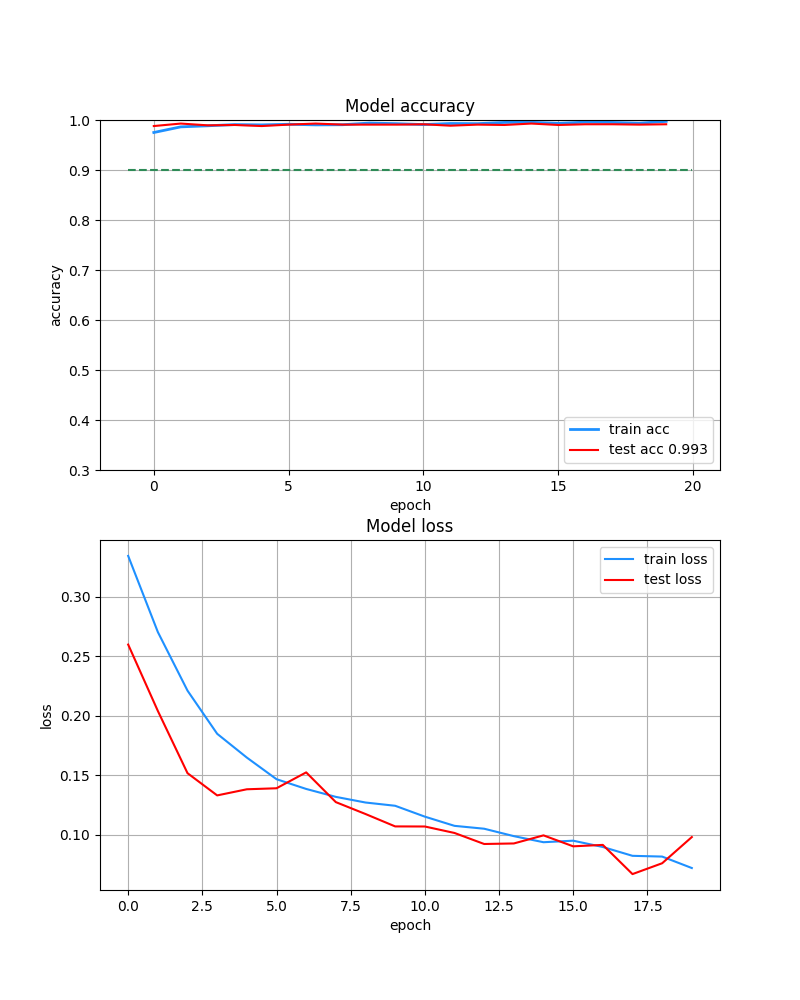 Model accuracy
1.0
0.9
0.8
0.7
0.6
0.5
0.4
0.3
accuracy
train acc
test acc 0.993
0 5 10 15 20
epoch
Model loss
0.30
0.25
0.20
0.15
0.10
loss
train loss
test loss
0.0 2.5 5.0 7.5 10.0 12.5 15.0 17.5
epoch